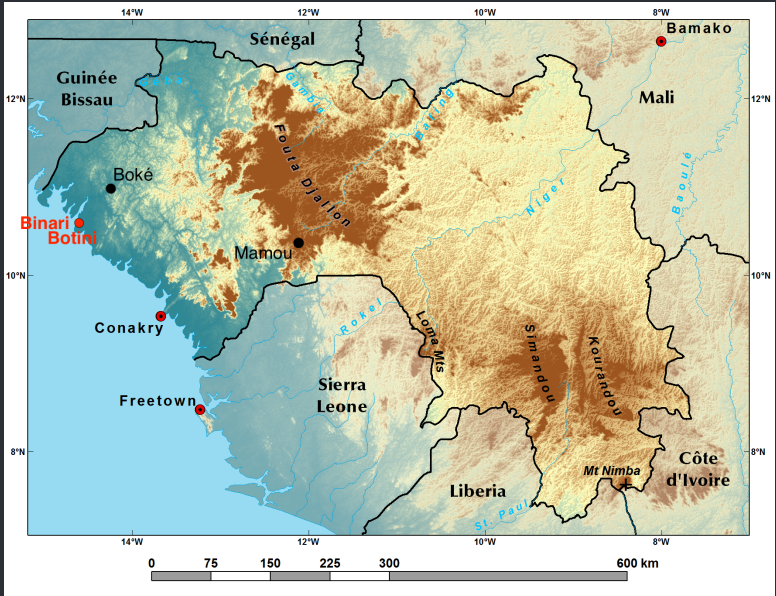 14°W 12°W 10°W 8°W
Bamako
Sénégal
Guinée
Bissau
Gambie
12°N 12°N
Mali
Bafing
Fouta Djallon
Boké
Baoule
Niger
Binari
Botini
Mamou
10°N 10°N
Rokel
Conakry
Loma Mts
Simandou
Kourandou
Sierra
Leone
Freetown
8°N 8°N
Côte
d'Ivoire
Mt Nimba
Liberia
St. Paul
14°W 12°W 10°W 8°W
0 75 150 225 300 600 km